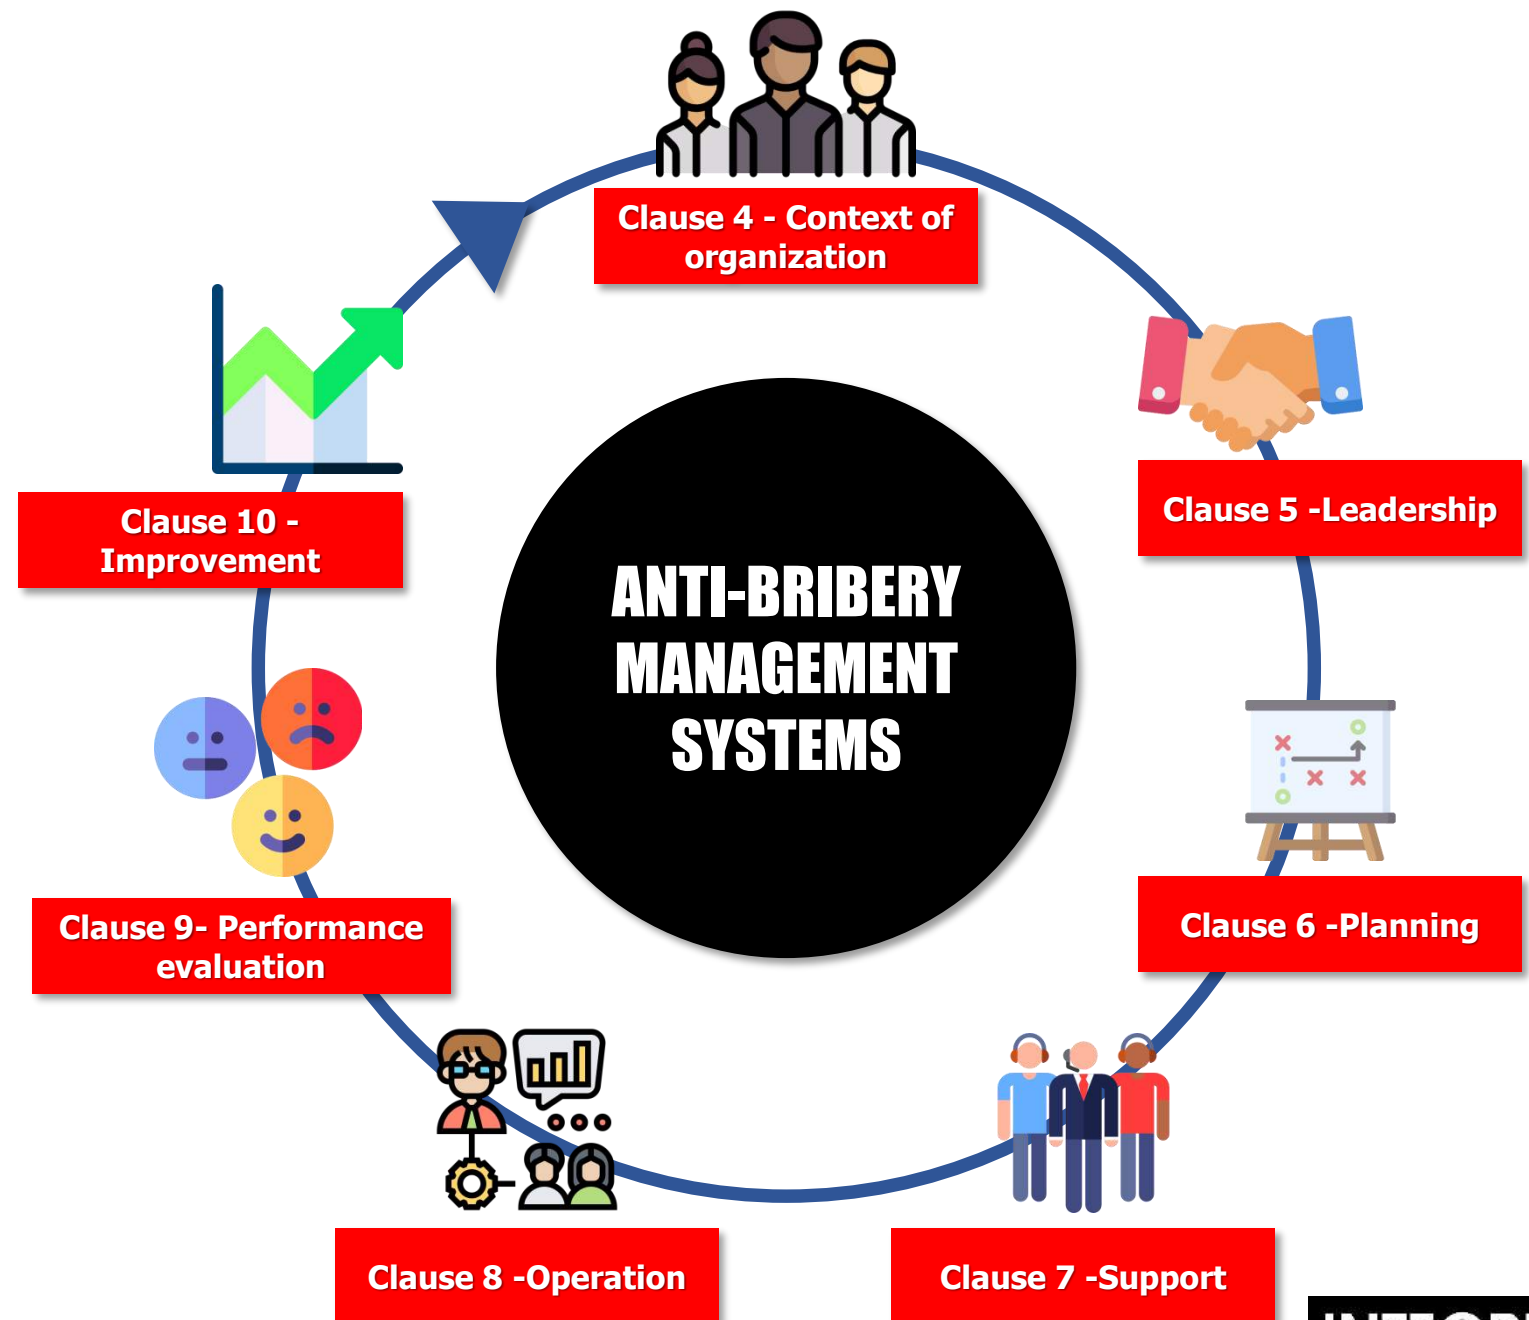 Clause 4 - Context of
organization
Clause 5 -Leadership
Clause 6 -Planning
Clause 7 -Support
Clause 8 -Operation
Clause 9- Performance
evaluation
Clause 10 -
Improvement
ANTI-BRIBERY
MANAGEMENT
SYSTEMS